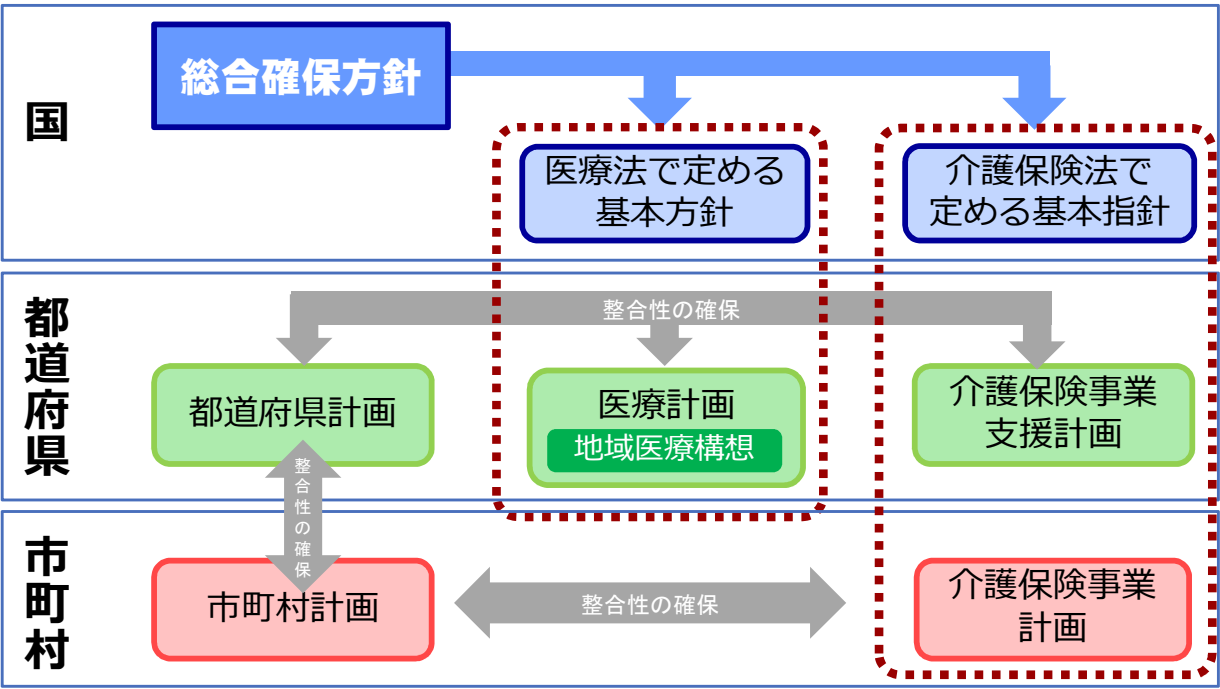 国
総合確保方針
医療法で定める
基本方針
介護保険法で
定める基本指針
都道府県
整合性の確保
都道府県計画
医療計画
地域医療構想
介護保険事業
支援計画
整合性の確保
市町村
市町村計画
整合性の確保
介護保険事業
計画